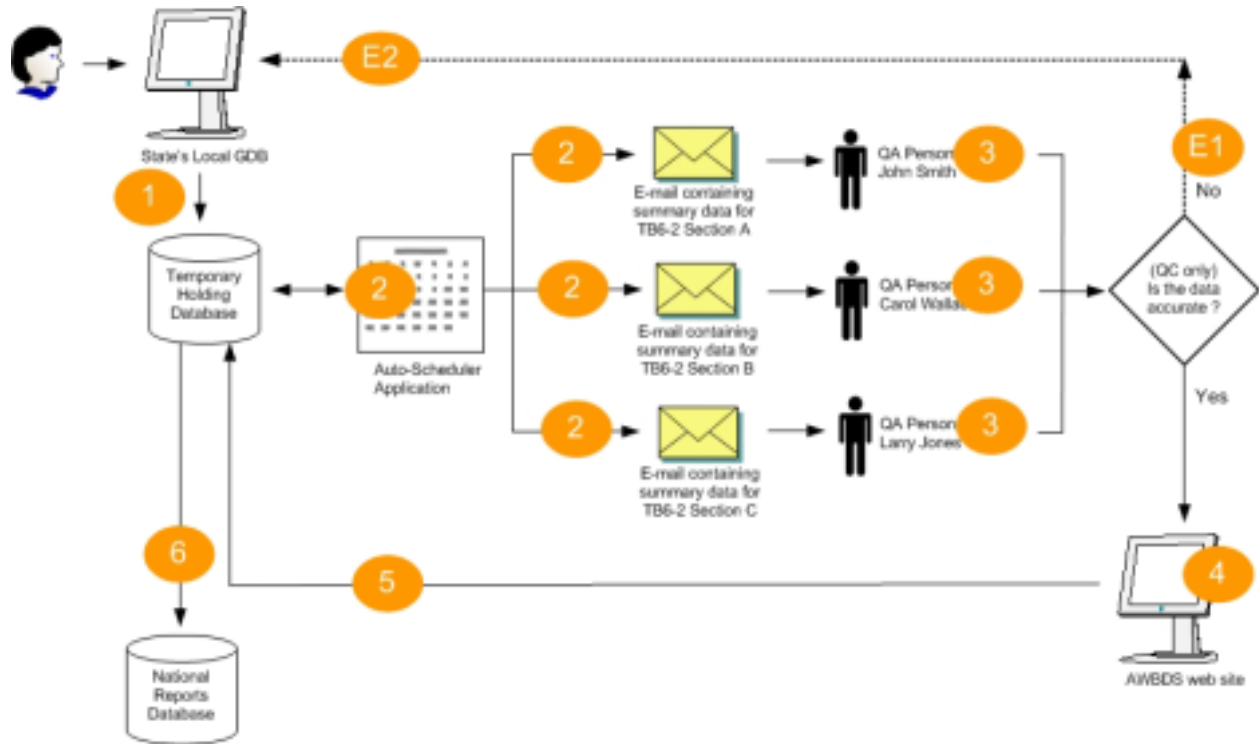 E2
State's Local GDB
1
Temporary
Holding
Database
2
Auto-Scheduler
Application
2
E-mail containing
summary data for
TB6-2 Section A
QA Person
John Smith
3
2
E-mail containing
summary data for
TB6-2 Section B
QA Person
Carol
3
2
E-mail containing
summary data for
TB6-2 Section C
QA Person
Larry Jones
3
E1
No
(QC only)
Is the data
accurate ?
Yes
4
AWBDS web site
5
6
National
Reports
Database